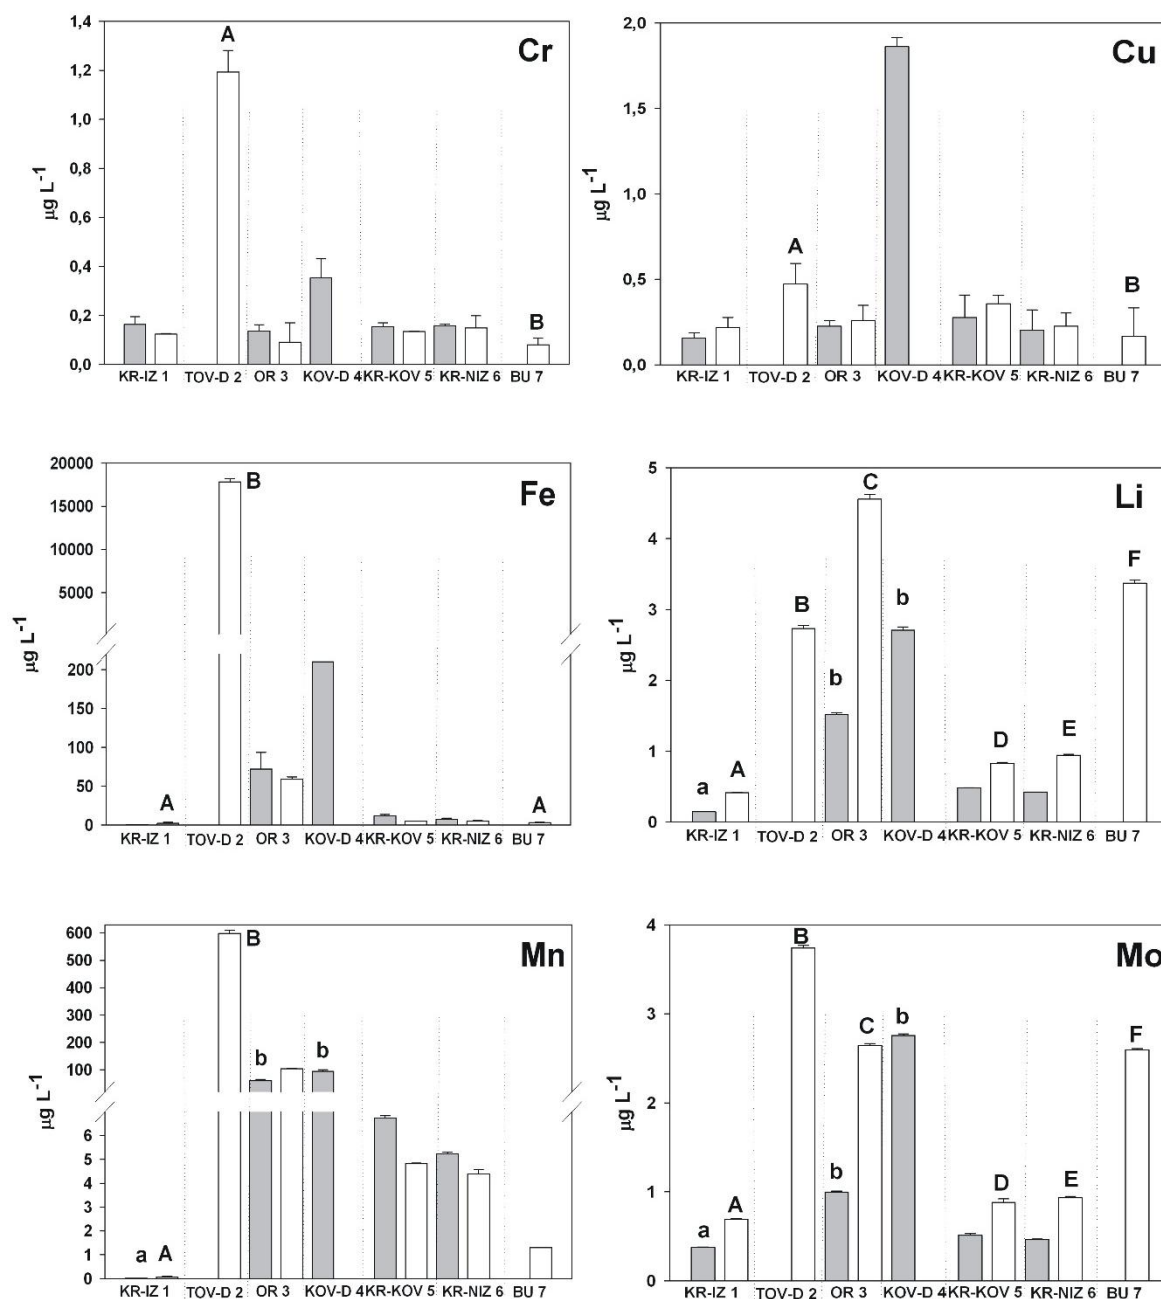 Cr
1,4
1,2
1,0
0,8
0,6
0,4
0,2
0,0
µg L-1
A
B
KR-IZ 1 TOV-D 2 OR 3 KOV-D 4 KR-KOV 5 KR-NIZ 6 BU 7
Cu
2,0
1,5
1,0
0,5
0,0
µg L-1
A
B
KR-IZ 1 TOV-D 2 OR 3 KOV-D 4 KR-KOV 5 KR-NIZ 6 BU 7
Fe
20000
15000
10000
5000
200
150
100
50
0
µg L-1
A
B
A
KR-IZ 1 TOV-D 2 OR 3 KOV-D 4 KR-KOV 5 KR-NIZ 6 BU 7
Li
5
4
3
2
1
0
µg L-1
a A B b C b D E F
KR-IZ 1 TOV-D 2 OR 3 KOV-D 4 KR-KOV 5 KR-NIZ 6 BU 7
Mn
600
500
400
300
200
100
6
5
4
3
2
1
0
µg L-1
a A B b b
KR-IZ 1 TOV-D 2 OR 3 KOV-D 4 KR-KOV 5 KR-NIZ 6 BU 7
Mo
4
3
2
1
0
µg L-1
a A B b C b D E F
KR-IZ 1 TOV-D 2 OR 3 KOV-D 4 KR-KOV 5 KR-NIZ 6 BU 7